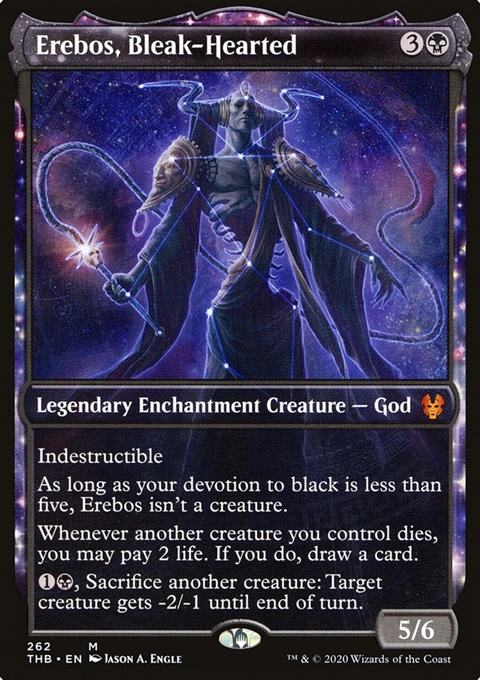 Erebos, Bleak-Hearted 3
Legendary Enchantment Creature — God
Indestructible
As long as your devotion to black is less than
five, Erebos isn't a creature.
Whenever another creature you control dies,
you may pay 2 life. If you do, draw a card.
1, Sacrifice another creature: Target
creature gets -2/-1 until end of turn.
5/6
262 M
THB • EN Jason A. Engle
™ & © 2020 Wizards of the Coast